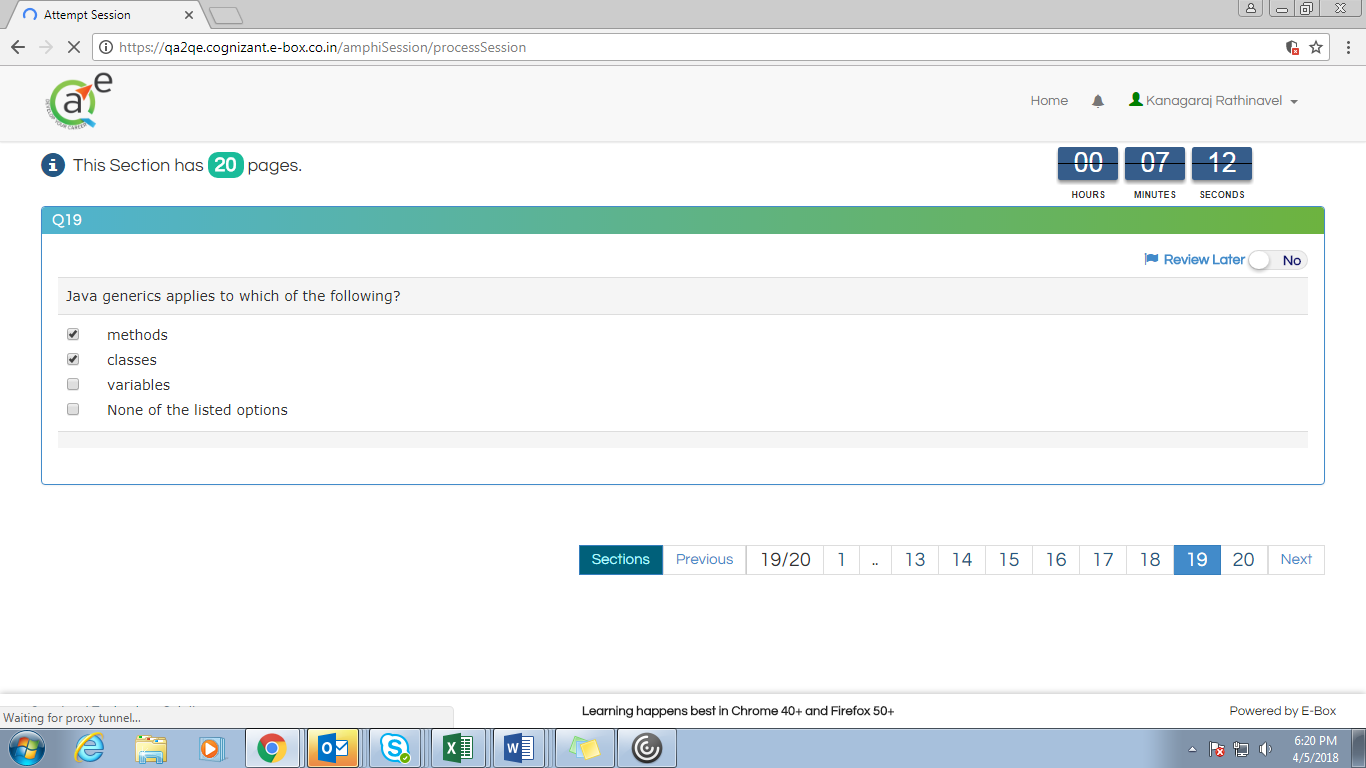 Attempt Session
https://qa2qe.cognizant.e-box.co.in/amphiSession/processSession
a e
DEVELOP YOUR CAREER
Home
Kanagaraj Rathinavel
This Section has 20 pages.
00 07 12
HOURS MINUTES SECONDS
Q19
Review Later No
Java generics applies to which of the following?
methods
classes
variables
None of the listed options
Sections Previous 19/20 1 .. 13 14 15 16 17 18 19 20 Next
Waiting for proxy tunnel...
Learning happens best in Chrome 40+ and Firefox 50+
Powered by E-Box
6:20 PM
4/5/2018